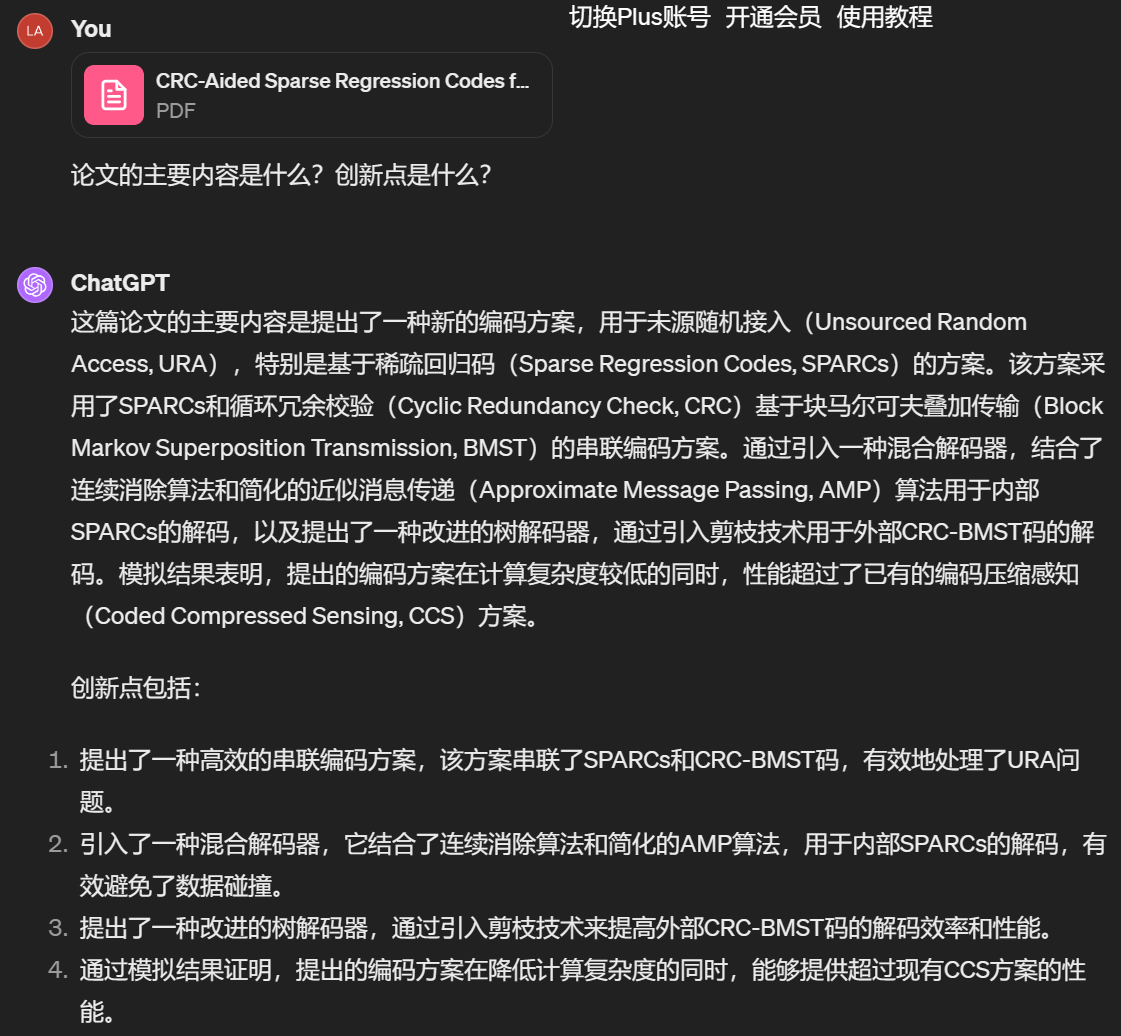 切换Plus账号 开通会员 使用教程
LA
You
CRC-Aided Sparse Regression Codes f...
PDF
论文的主要内容是什么？创新点是什么？
ChatGPT
这篇论文的主要内容是提出了一种新的编码方案，用于未源随机接入（Unsourced Random
Access, URA），特别是基于稀疏回归码（Sparse Regression Codes, SPARCs）的方案。该方案采
用了SPARCs和循环冗余校验（Cyclic Redundancy Check, CRC）基于块马尔可夫叠加传输（Block
Markov Superposition Transmission, BMST）的串联编码方案。通过引入一种混合解码器，结合了
连续消除算法和简化的近似消息传递（Approximate Message Passing, AMP）算法用于内部
SPARCs的解码，以及提出了一种改进的树解码器，通过引入剪枝技术用于外部CRC-BMST码的解
码。模拟结果表明，提出的编码方案在计算复杂度较低的同时，性能超过了已有的编码压缩感知
（Coded Compressed Sensing, CCS）方案。
创新点包括：
1. 提出了一种高效的串联编码方案，该方案串联了SPARCs和CRC-BMST码，有效地处理了URA问
题。
2. 引入了一种混合解码器，它结合了连续消除算法和简化的AMP算法，用于内部SPARCs的解码，有
效避免了数据碰撞。
3. 提出了一种改进的树解码器，通过引入剪枝技术来提高外部CRC-BMST码的解码效率和性能。
4. 通过模拟结果证明，提出的编码方案在降低计算复杂度的同时，能够提供超过现有CCS方案的性
能。